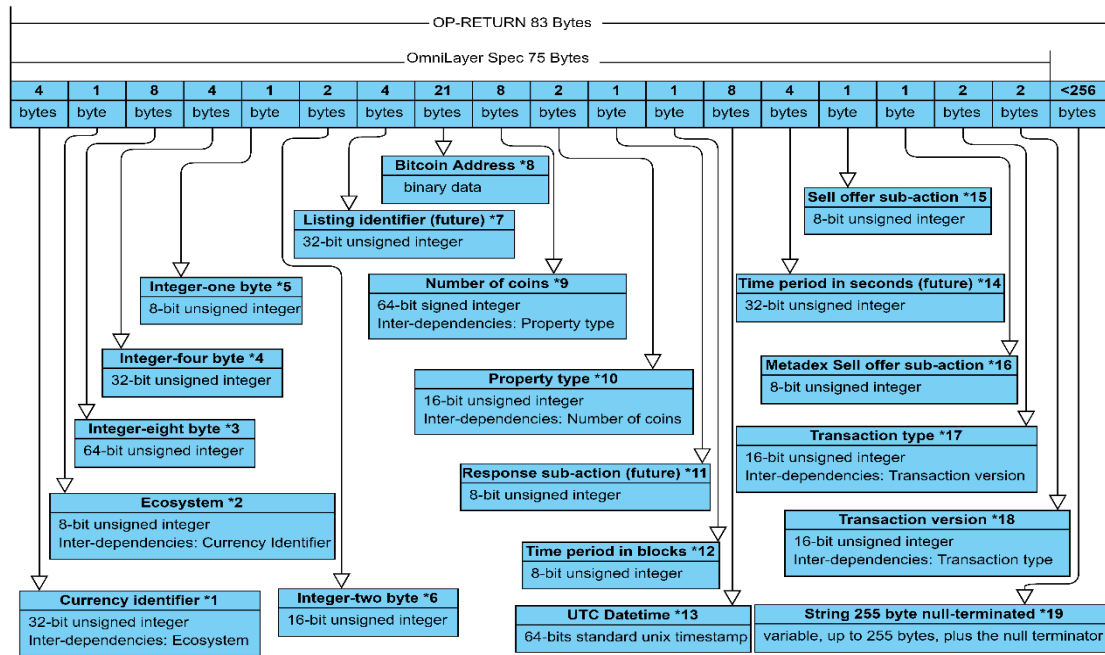 OP-RETURN 83 Bytes
OmniLayer Spec 75 Bytes
4 1 8 4 1 2 4 21 8 2 1 1 8 4 1 1 2 2 <256
bytes byte bytes bytes byte bytes bytes bytes bytes bytes byte byte bytes bytes byte byte bytes bytes bytes
Bitcoin Address *8
binary data
Sell offer sub-action *15
8-bit unsigned integer
Listing identifier (future) *7
32-bit unsigned integer
Integer-one byte *5
8-bit unsigned integer
Number of coins *9
64-bit signed integer
Inter-dependencies: Property type
Time period in seconds (future) *14
32-bit unsigned integer
Integer-four byte *4
32-bit unsigned integer
Property type *10
16-bit unsigned integer
Inter-dependencies: Number of coins
Metadex Sell offer sub-action *16
8-bit unsigned integer
Integer-eight byte *3
64-bit unsigned integer
Transaction type *17
16-bit unsigned integer
Inter-dependencies: Transaction version
Response sub-action (future) *11
8-bit unsigned integer
Ecosystem *2
8-bit unsigned integer
Inter-dependencies: Currency Identifier
Transaction version *18
16-bit unsigned integer
Inter-dependencies: Transaction type
Time period in blocks *12
8-bit unsigned integer
Currency identifier *1
32-bit unsigned integer
Inter-dependencies: Ecosystem
Integer-two byte *6
16-bit unsigned integer
UTC Datetime *13
64-bits standard unix timestamp
String 255 byte null-terminated *19
variable, up to 255 bytes, plus the null terminator